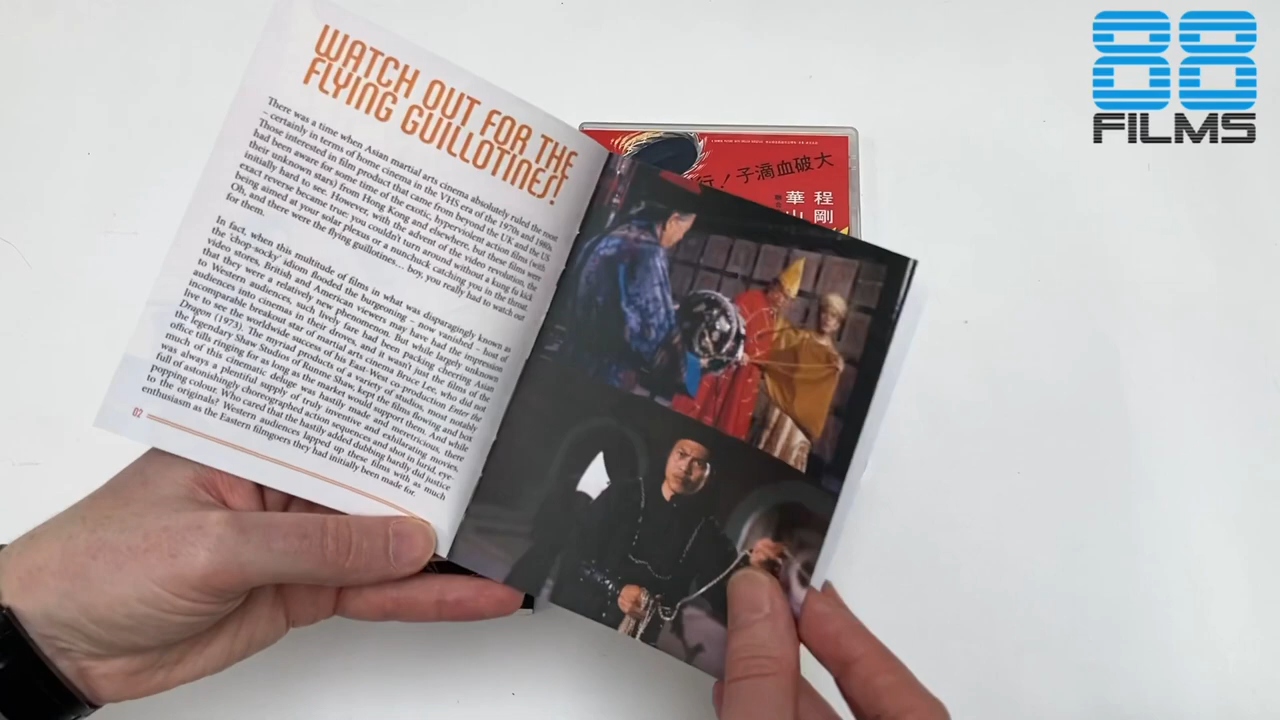 88
FILMS
WATCH OUT FOR THE
FLYING GUILLOTINES!
There was a time when Asian martial arts cinema absolutely ruled the roost
– certainly in terms of home cinema in the VHS era of the 1970s and 1980s.
Those interested in film product that came from beyond the UK and the US
had been aware for some time of the exotic, hyperviolent action films (with
their unknown stars) from Hong Kong and elsewhere, but these films were
initially hard to see. However, with the advent of the video revolution, the
exact reverse became true: you couldn't turn around without a kung fu kick
being aimed at your solar plexus or a nunchuck catching you in the throat.
Oh, and there were the flying guillotines… boy, you really had to watch out
for them.
In fact, when this multitude of films in what was disparagingly known as
the 'chop-socky' idiom flooded the burgeoning – now vanished – host of
video stores, British and American viewers may have had the impression
that they were a relatively new phenomenon. But while largely unknown
to Western audiences, such lively fare had been packing cheering Asian
audiences into cinemas in their droves, and it wasn't just the films of the
incomparable breakout star of martial arts cinema Bruce Lee, who did not
live to see the worldwide success of his East-West co-production Enter the
Dragon (1973). The myriad products of a variety of studios, most notably
the legendary Shaw Studios of Runme Shaw, kept the films flowing and box
office tills ringing for as long as the market would support them. And while
much of this cinematic deluge was hastily made and meretricious, there
was always a plentiful supply of truly inventive and exhilarating movies,
full of astonishingly choreographed action sequences and shot in lurid, eye-
popping colour. Who cared that the hastily added dubbing hardly did justice
to the originals? Western audiences lapped up these films with as much
enthusiasm as the Eastern filmgoers they had initially been made for.
02
大破血滴子!行
程剛
華山